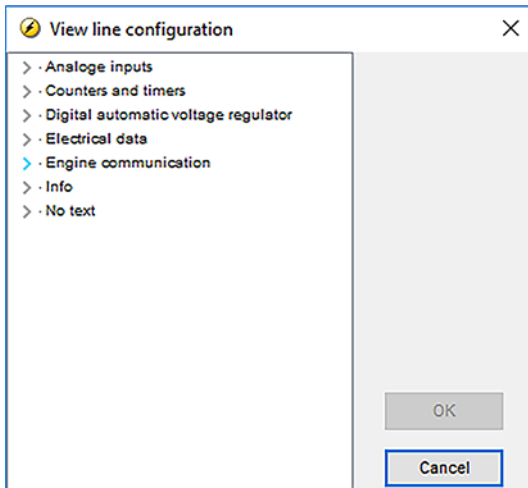 View line configuration
Analoge inputs
Counters and timers
Digital automatic voltage regulator
Electrical data
Engine communication
Info
No text
OK
Cancel